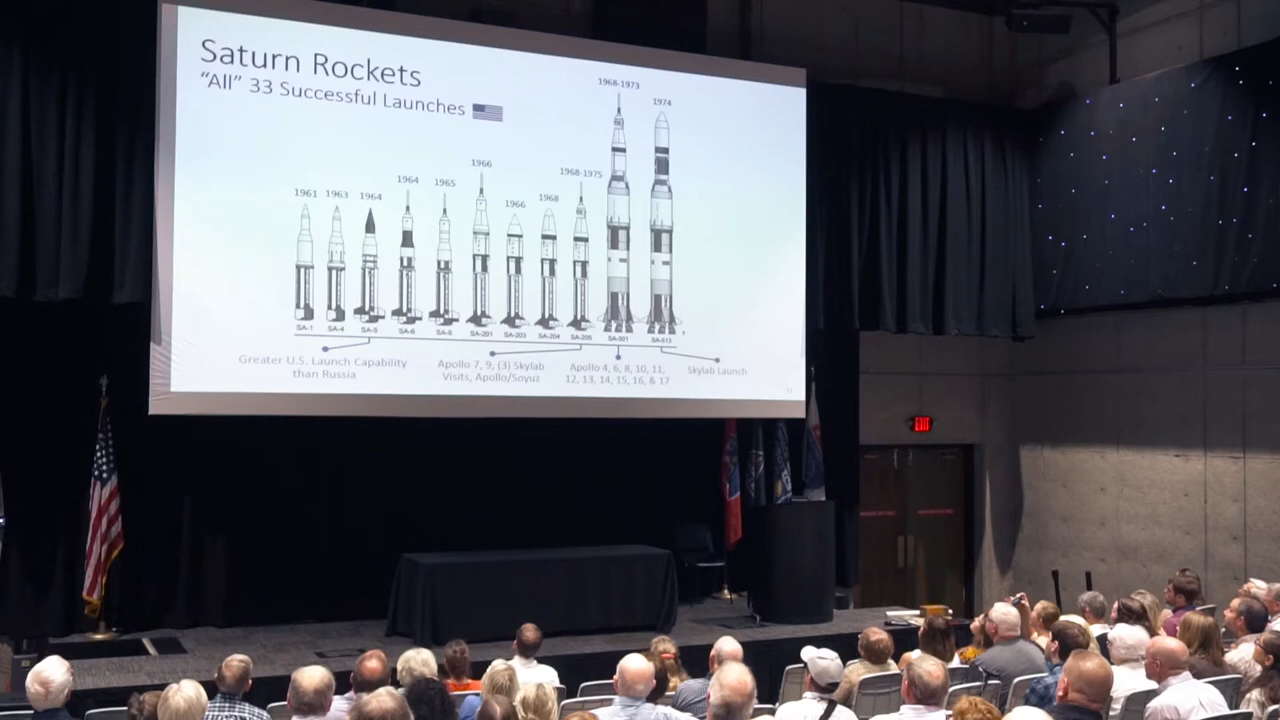 Saturn Rockets
“All” 33 Successful Launches
1968-1973
1974
1966
1968-1975
1964
1965
1961
1963
1964
1966
1968
SA-1
SA-4
SA-5
SA-6
SA-9
SA-201
SA-203
SA-204
SA-205
SA-501
SA-513
Greater U.S. Launch Capability
than Russia
Apollo 7, 9, (3) Skylab
Visits, Apollo/Soyuz
Apollo 4, 6, 8, 10, 11,
12, 13, 14, 15, 16, & 17
Skylab Launch
EXIT